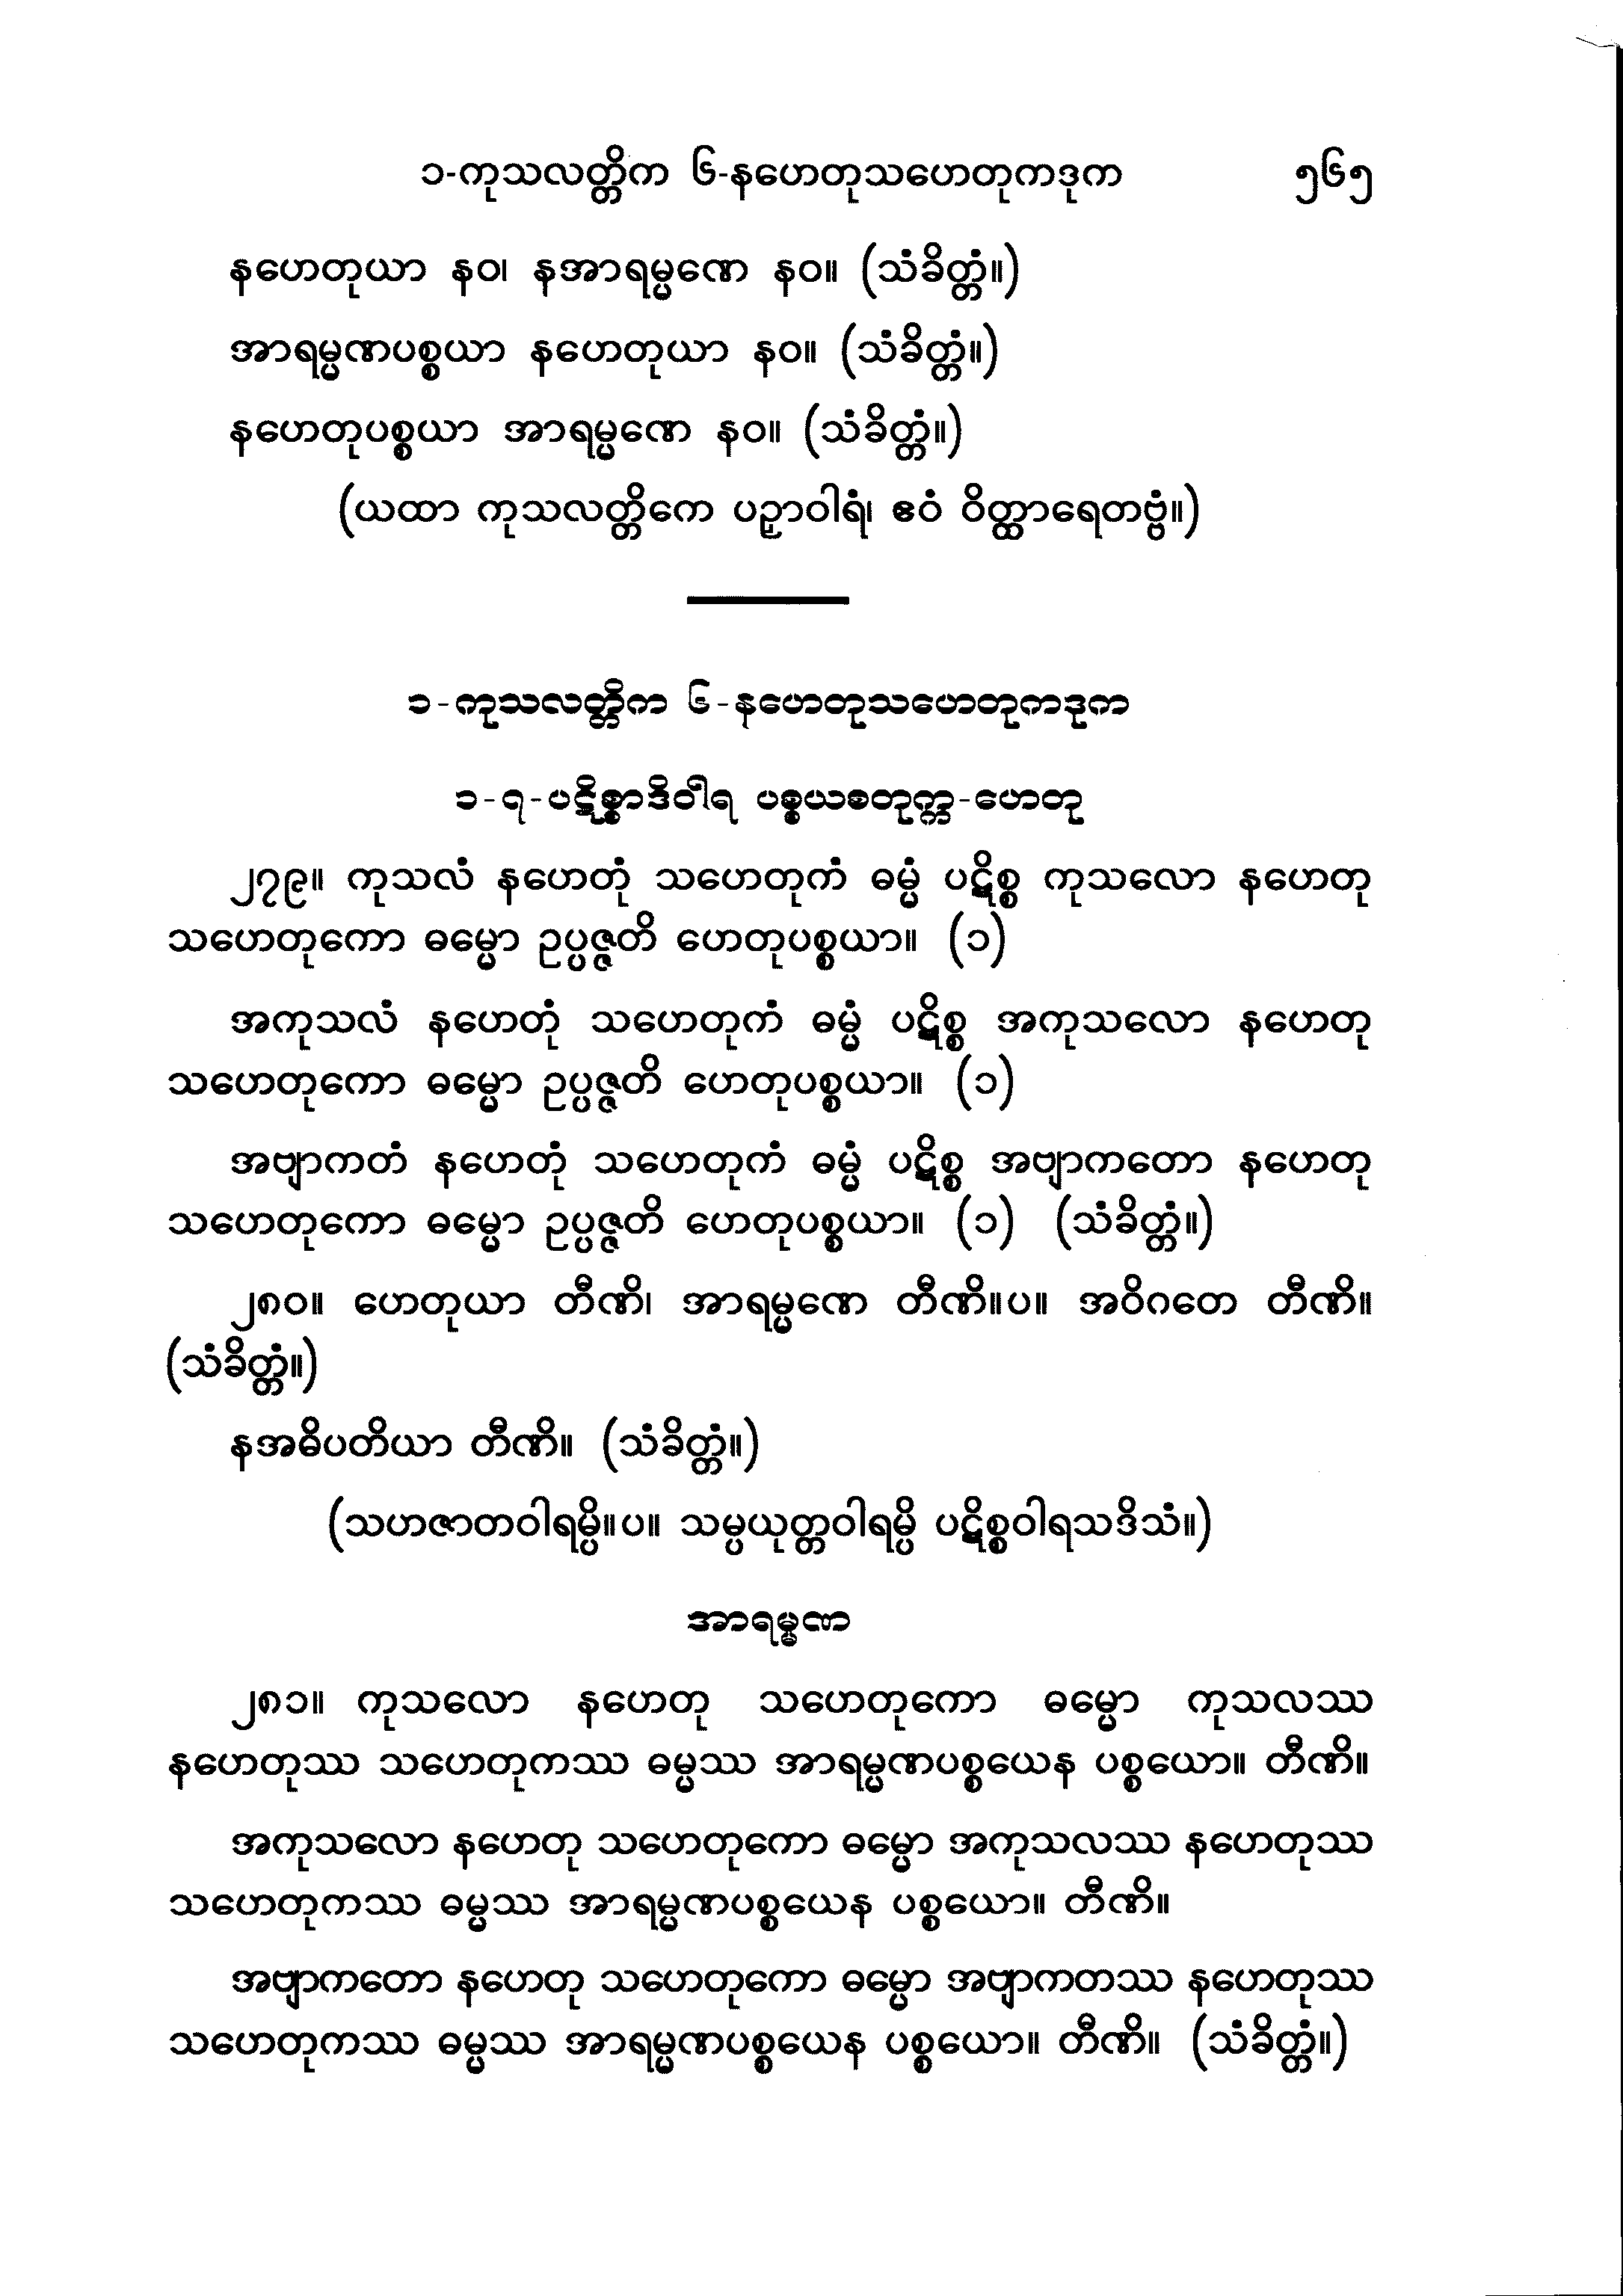 ၁-ကုသလတ္တိက ၆-နဟေတုသဟေတုကဒုက ၅၆၅
နဟေတုယာ နဝ၊ နအာရမ္မဏေ နဝ။ (သံခိတ္တံ။)
အာရမ္မဏပစ္စယာ နဟေတုယာ နဝ။ (သံခိတ္တံ။)
နဟေတုပစ္စယာ အာရမ္မဏေ နဝ။ (သံခိတ္တံ။)
(ယထာ ကုသလတ္တိကေ ပဉှာဝါရံ၊ ဧဝံ ဝိတ္ထာရေတဗ္ဗံ။)
၁-ကုသလတ္တိက ၆-နဟေတုသဟေတုကဒုက
၁-၇-ပဋိစ္စာဒိဝါရ ပစ္စယစတုက္က-ဟေတု
၂၇၉။ ကုသလံ နဟေတုံ သဟေတုကံ ဓမ္မံ ပဋိစ္စ ကုသလော နဟေတု
သဟေတုကော ဓမ္မော ဥပ္ပဇ္ဇတိ ဟေတုပစ္စယာ။ (၁)
အကုသလံ နဟေတုံ သဟေတုကံ ဓမ္မံ ပဋိစ္စ အကုသလော နဟေတု
သဟေတုကော ဓမ္မော ဥပ္ပဇ္ဇတိ ဟေတုပစ္စယာ။ (၁)
အဗျာကတံ နဟေတုံ သဟေတုကံ ဓမ္မံ ပဋိစ္စ အဗျာကတော နဟေတု
သဟေတုကော ဓမ္မော ဥပ္ပဇ္ဇတိ ဟေတုပစ္စယာ။ (၁) (သံခိတ္တံ။)
၂၈၀။ ဟေတုယာ တီဏိ၊ အာရမ္မဏေ တီဏိ။ပ။ အဝိဂတေ တီဏိ။
(သံခိတ္တံ။)
နအဓိပတိယာ တီဏိ။ (သံခိတ္တံ။)
(သဟဇာတဝါရမ္ပိ။ပ။ သမ္ပယုတ္တဝါရမ္ပိ ပဋိစ္စဝါရသဒိသံ။)
အာရမ္မဏ
၂၈၁။ ကုသလော နဟေတု သဟေတုကော ဓမ္မော ကုသလဿ
နဟေတုဿ သဟေတုကဿ ဓမ္မဿ အာရမ္မဏပစ္စယေန ပစ္စယော။ တီဏိ။
အကုသလော နဟေတု သဟေတုကော ဓမ္မော အကုသလဿ နဟေတုဿ
သဟေတုကဿ ဓမ္မဿ အာရမ္မဏပစ္စယေန ပစ္စယော။ တီဏိ။
အဗျာကတော နဟေတု သဟေတုကော ဓမ္မော အဗျာကတဿ နဟေတုဿ
သဟေတုကဿ ဓမ္မဿ အာရမ္မဏပစ္စယေန ပစ္စယော။ တီဏိ။ (သံခိတ္တံ။)